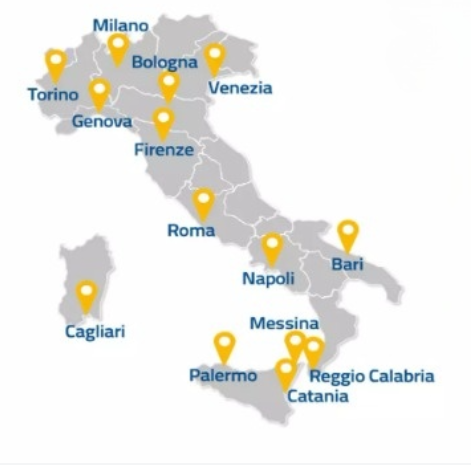 Milano
Bologna
Torino
Venezia
Genova
Firenze
Roma
Bari
Napoli
Cagliari
Messina
Palermo
Reggio Calabria
Catania